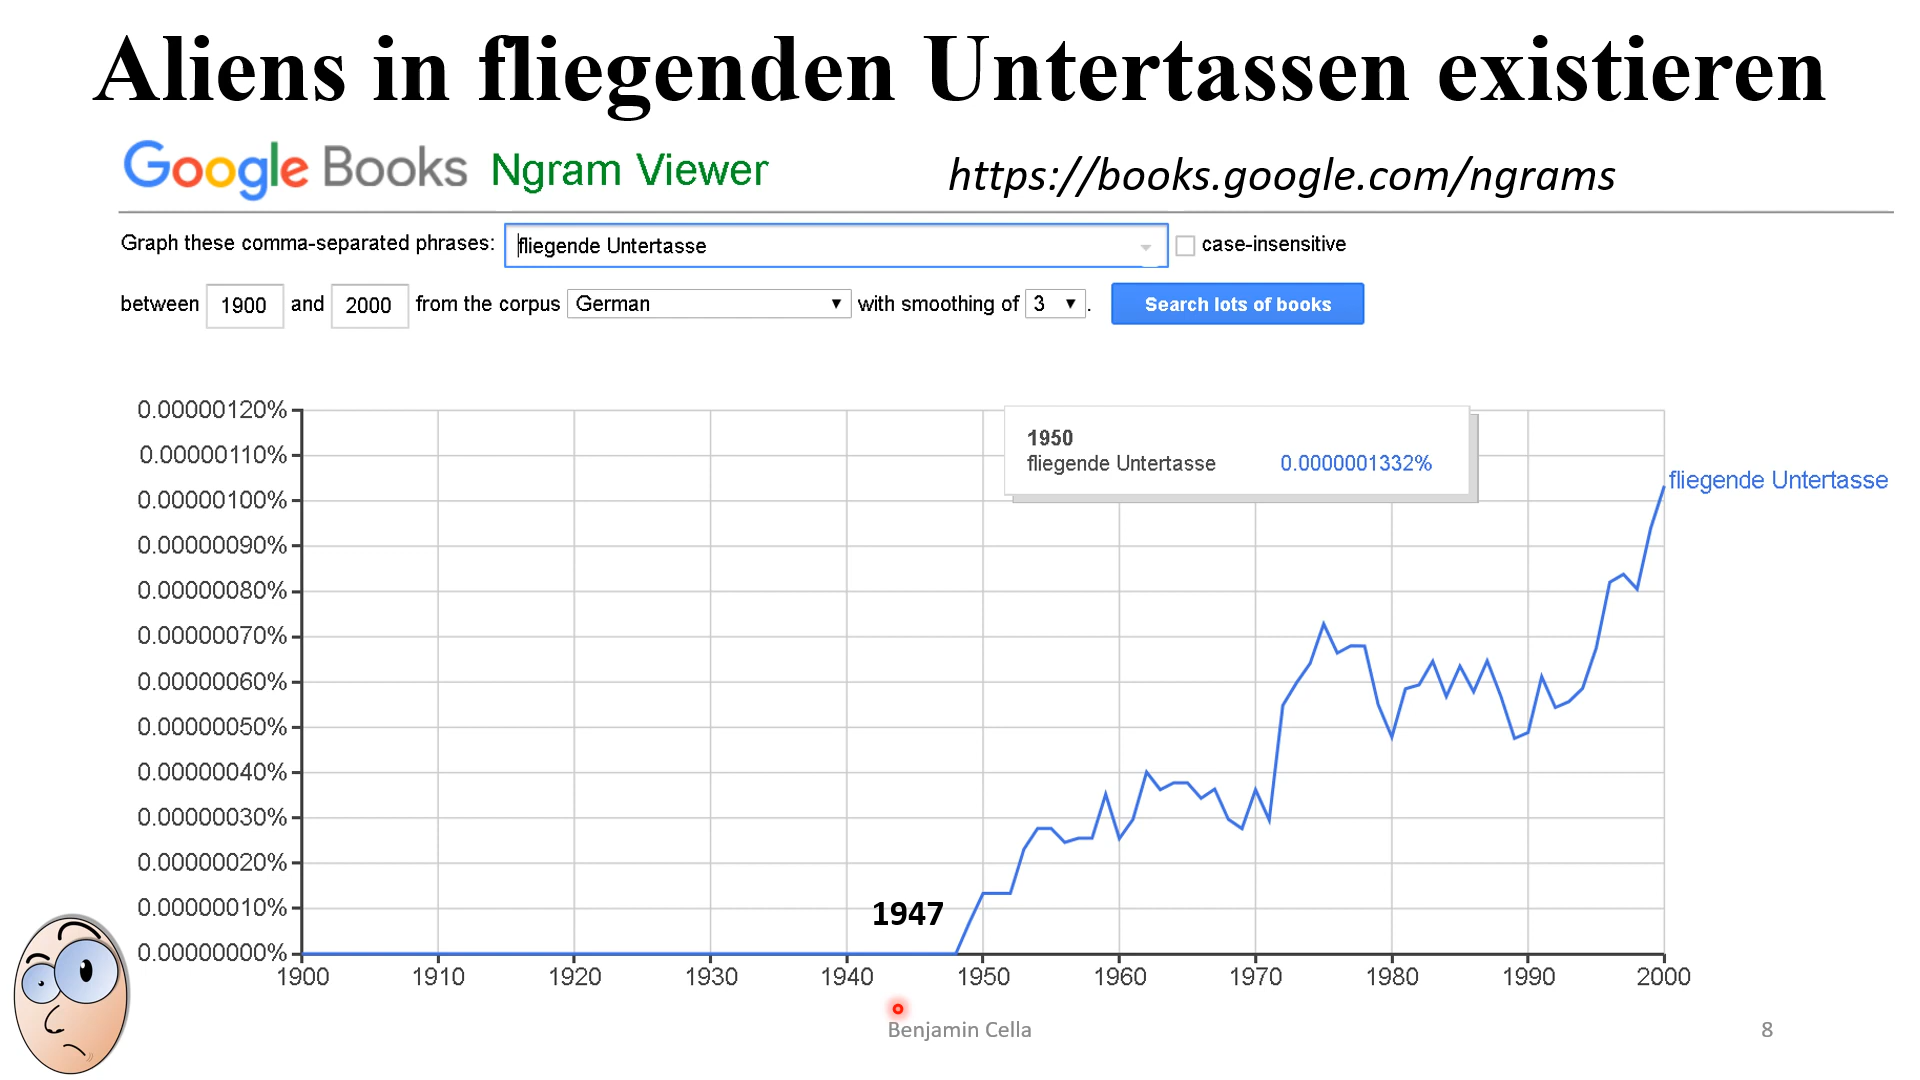 Aliens in fliegenden Untertassen existieren
Google Books Ngram Viewer https://books.google.com/ngrams
Graph these comma-separated phrases: fliegende Untertasse case-insensitive
between 1900 and 2000 from the corpus German with smoothing of 3 . Search lots of books
0.00000120%
0.00000110%
0.00000100%
0.00000090%
0.00000080%
0.00000070%
0.00000060%
0.00000050%
0.00000040%
0.00000030%
0.00000020%
0.00000010%
0.00000000%
1950
fliegende Untertasse 0.0000001332%
fliegende Untertasse
1947
1900 1910 1920 1930 1940 1950 1960 1970 1980 1990 2000
Benjamin Cella 8